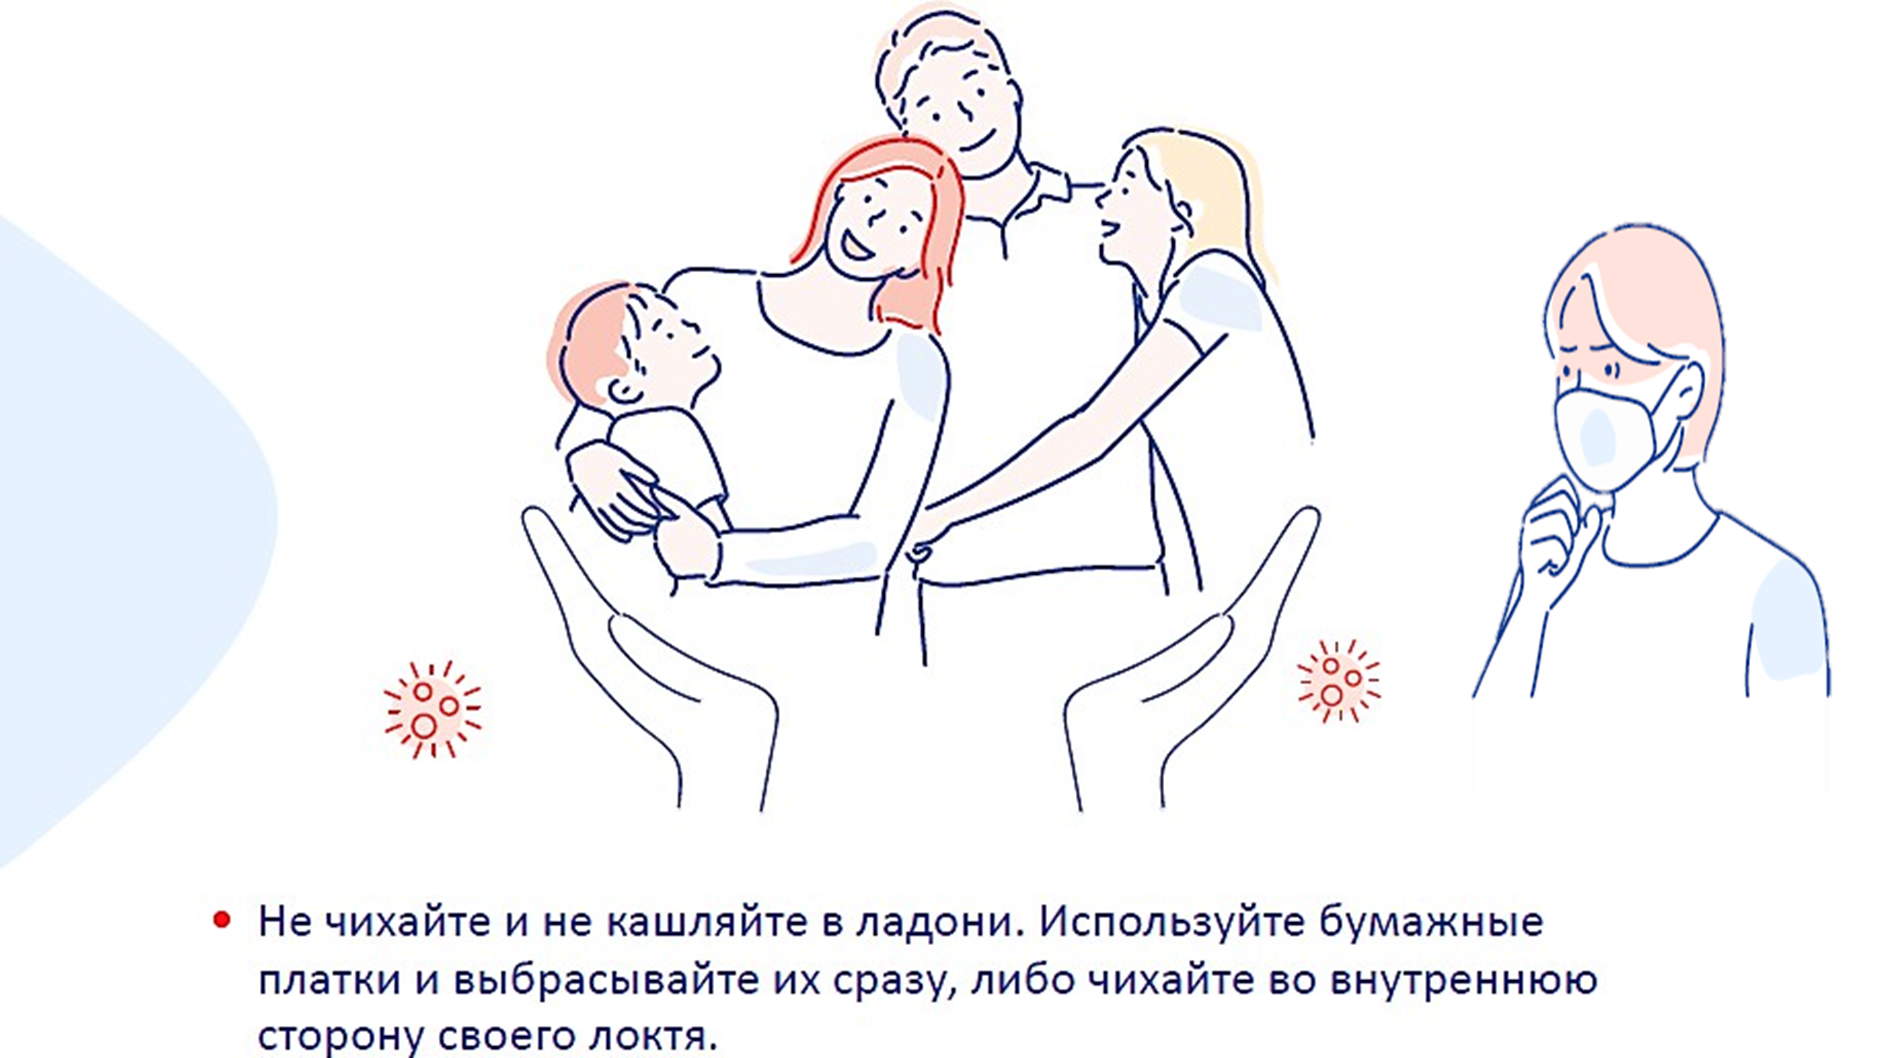 Не чихайте и не кашляйте в ладони. Используйте бумажные
платки и выбрасывайте их сразу, либо чихайте во внутреннюю
сторону своего локтя.